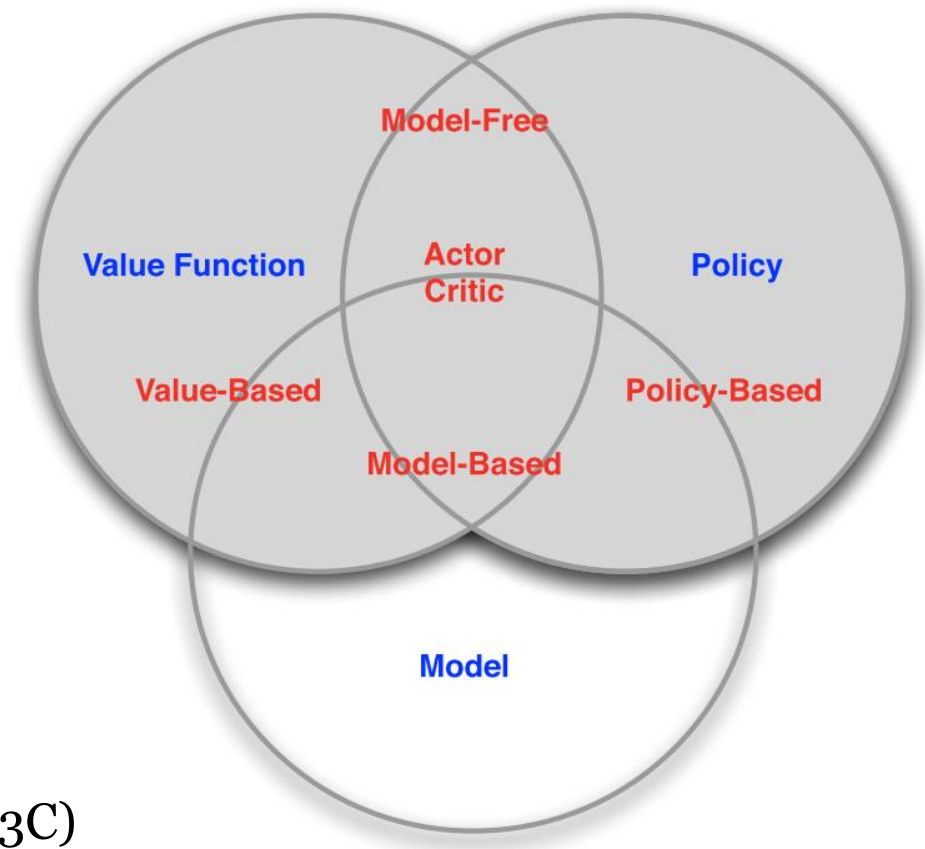 Model-Free
Actor
Critic
Value Function
Policy
Value-Based
Policy-Based
Model-Based
Model
3C)